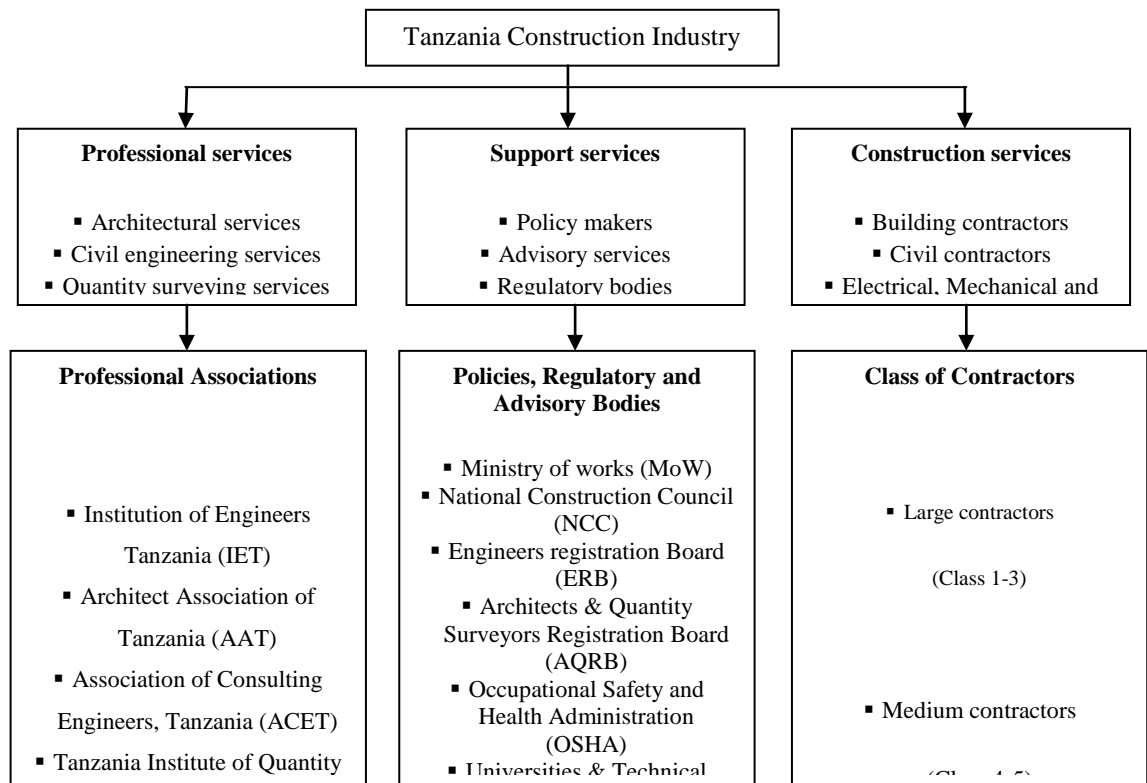 Tanzania Construction Industry
Professional services
▪ Architectural services
▪ Civil engineering services
▪ Quantity surveying services
Support services
▪ Policy makers
▪ Advisory services
▪ Regulatory bodies
Construction services
▪ Building contractors
▪ Civil contractors
▪ Electrical, Mechanical and
Professional Associations
▪ Institution of Engineers
Tanzania (IET)
▪ Architect Association of
Tanzania (AAT)
▪ Association of Consulting
Engineers, Tanzania (ACET)
▪ Tanzania Institute of Quantity
Policies, Regulatory and
Advisory Bodies
▪ Ministry of works (MoW)
▪ National Construction Council
(NCC)
▪ Engineers registration Board
(ERB)
▪ Architects & Quantity
Surveyors Registration Board
(AQRB)
▪ Occupational Safety and
Health Administration
(OSHA)
▪ Universities & Technical
Class of Contractors
▪ Large contractors
(Class 1-3)
▪ Medium contractors